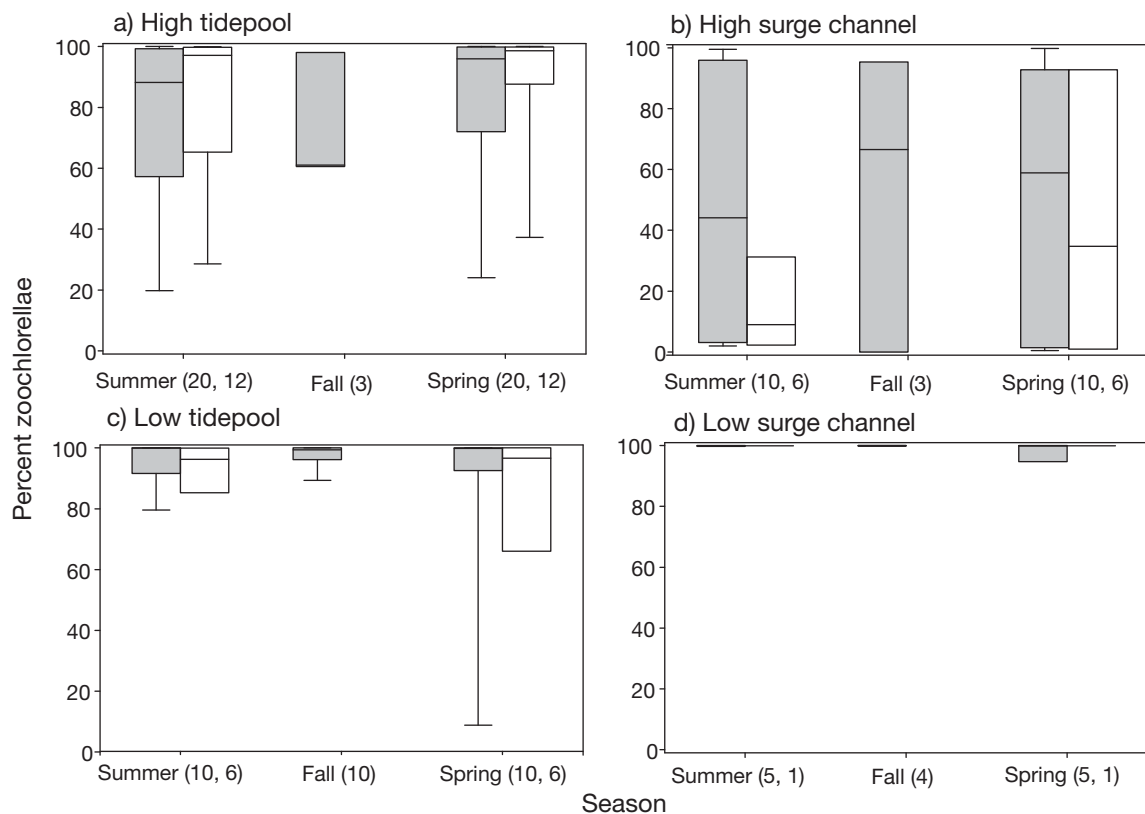 a) High tidepool
100
80
60
40
20
0
Summer (20, 12) Fall (3) Spring (20, 12)
b) High surge channel
100
80
60
40
20
0
Summer (10, 6) Fall (3) Spring (10, 6)
Percent zoochlorellae
c) Low tidepool
100
80
60
40
20
0
Summer (10, 6) Fall (10) Spring (10, 6)
d) Low surge channel
100
80
60
40
20
0
Summer (5, 1) Fall (4) Spring (5, 1)
Season